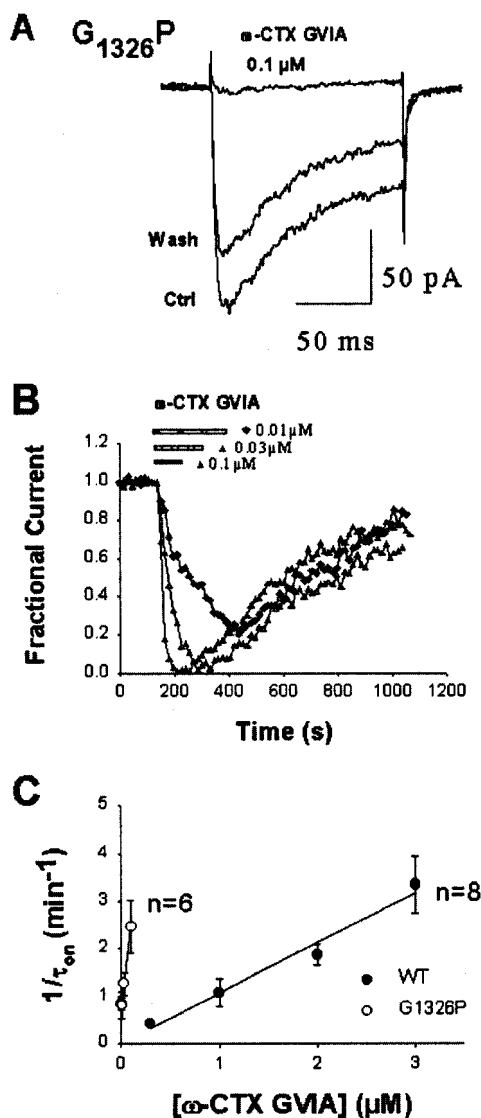 A G1326P
ω-CTX GVIA
0.1 µM
Wash
Ctrl
50 pA
50 ms
B
ω-CTX GVIA
0.01µM
0.03µM
0.1µM
Fractional Current
1.2
1.0
0.8
0.6
0.4
0.2
0.0
0 200 400 600 800 1000 1200
Time (s)
C
1/τon (min-1)
5
4
3
2
1
0
n=6
n=8
WT
G1326P
0 1 2 3
[ω-CTX GVIA] (µM)